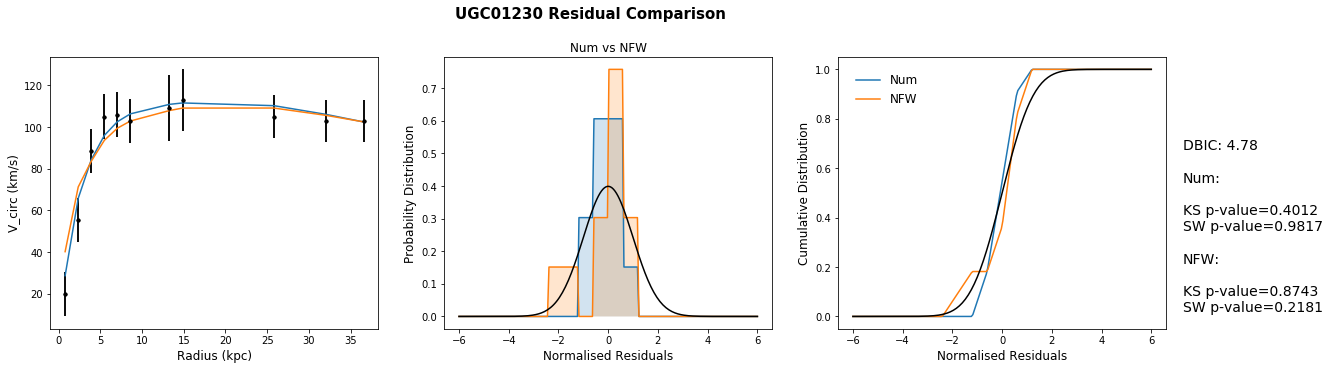 UGC01230 Residual Comparison
V_circ (km/s)
120
100
80
60
40
20
0 5 10 15 20 25 30 35
Radius (kpc)
Num vs NFW
Probability Distribution
0.7
0.6
0.5
0.4
0.3
0.2
0.1
0.0
−6 −4 −2 0 2 4 6
Normalised Residuals
Cumulative Distribution
1.0
0.8
0.6
0.4
0.2
0.0
Num
NFW
−6 −4 −2 0 2 4 6
Normalised Residuals
DBIC: 4.78
Num:
KS p-value=0.4012
SW p-value=0.9817
NFW:
KS p-value=0.8743
SW p-value=0.2181